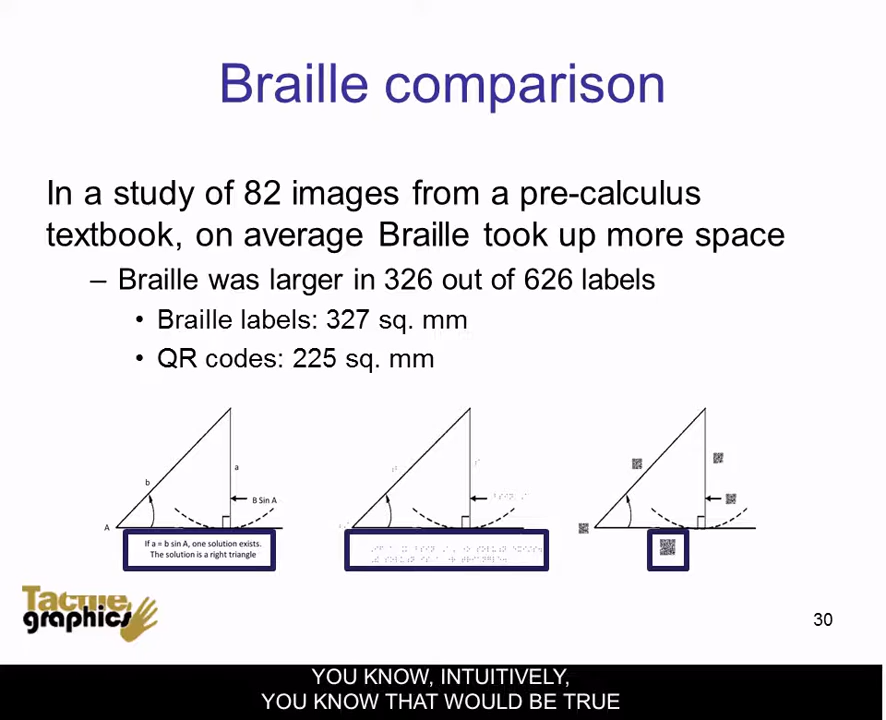 Braille comparison
In a study of 82 images from a pre-calculus
textbook, on average Braille took up more space
– Braille was larger in 326 out of 626 labels
• Braille labels: 327 sq. mm
• QR codes: 225 sq. mm
a
b
B Sin A
A
If a = b sin A, one solution exists.
The solution is a right triangle
Tactile
graphics
30
YOU KNOW, INTUITIVELY,
YOU KNOW THAT WOULD BE TRUE